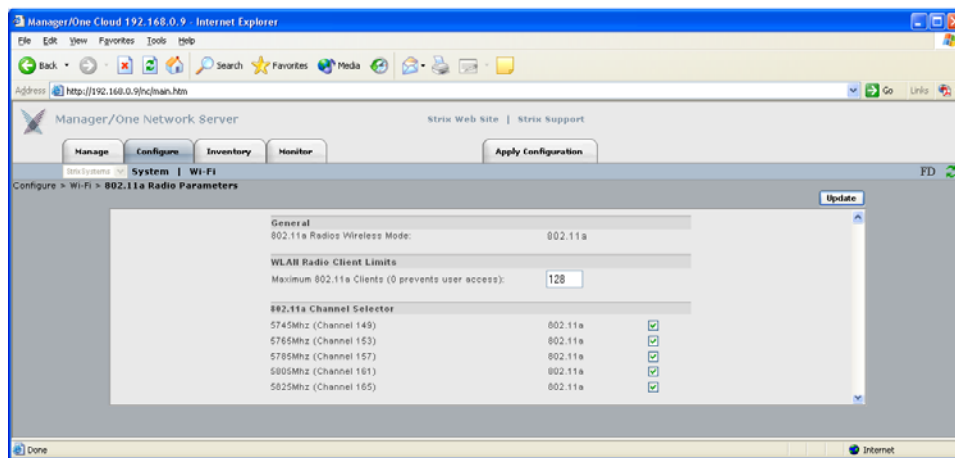 Manager/One Cloud 192.168.0.9 - Internet Explorer
File Edit View Favorites Tools Help
Back Search Favorites Media
Address http://192.168.0.9/nc/main.htm Go Links
Manager/One Network Server Strix Web Site | Strix Support
Manage Configure Inventory Monitor Apply Configuration
Strix Systems System | Wi-Fi FD
Configure > Wi-Fi > 802.11a Radio Parameters
Update
General
802.11a Radios Wireless Mode: 802.11a
WLAN Radio Client Limits
Maximum 802.11a Clients (0 prevents user access): 128
802.11a Channel Selector
5745Mhz (Channel 149) 802.11a
5765Mhz (Channel 153) 802.11a
5785Mhz (Channel 157) 802.11a
5805Mhz (Channel 161) 802.11a
5825Mhz (Channel 165) 802.11a
Done Internet